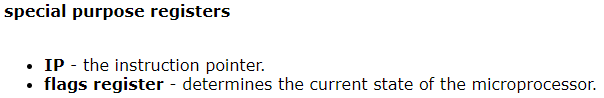 special purpose registers
• IP - the instruction pointer.
• flags register - determines the current state of the microprocessor.